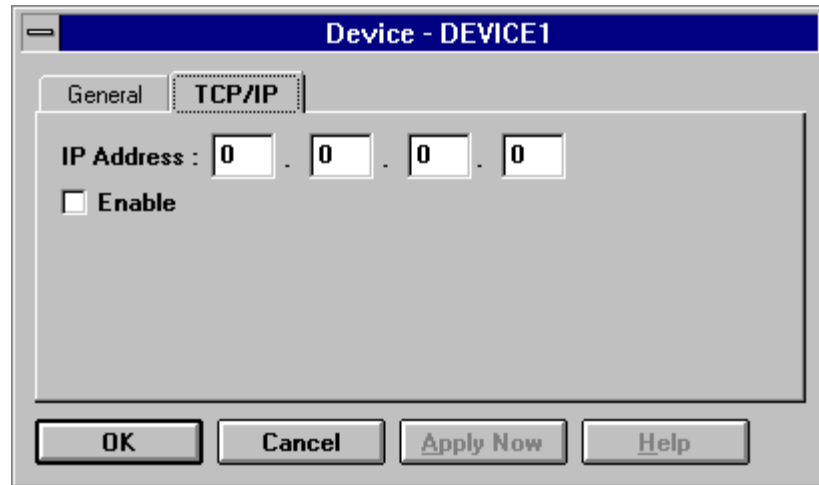 Device - DEVICE1
General TCP/IP
IP Address : 0 . 0 . 0 . 0
Enable
OK Cancel Apply Now Help